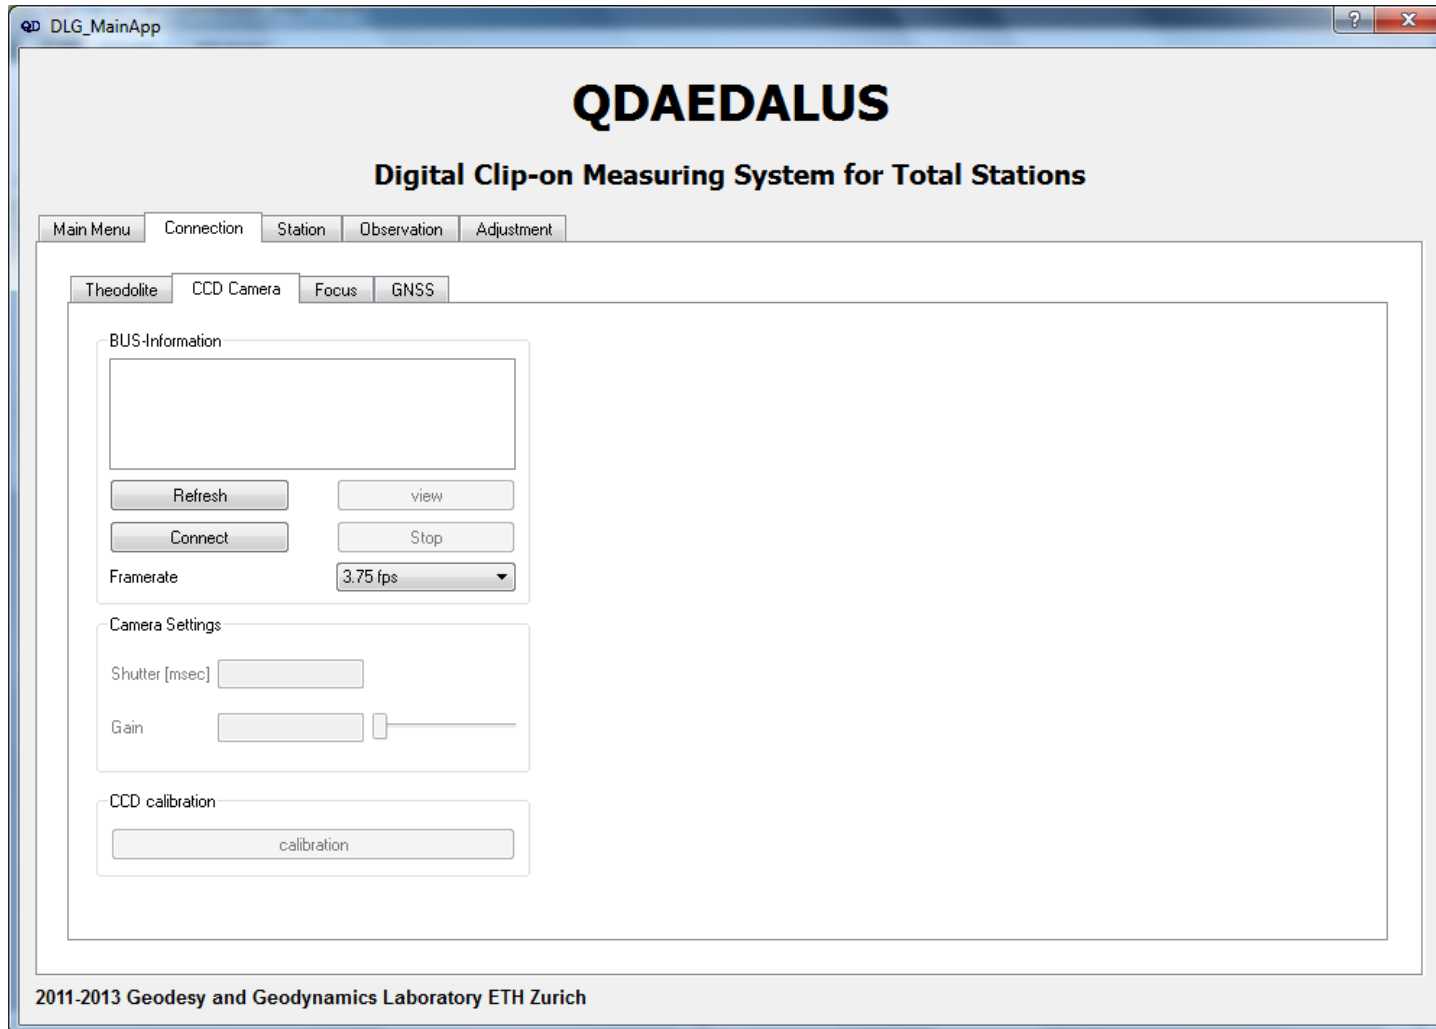 QD DLG_MainApp ? X
QDAEDALUS
Digital Clip-on Measuring System for Total Stations
Main Menu Connection Station Observation Adjustment
Theodolite CCD Camera Focus GNSS
BUS-Information
Refresh view
Connect Stop
Framerate 3.75 fps
Camera Settings
Shutter [msec]
Gain
CCD calibration
calibration
2011-2013 Geodesy and Geodynamics Laboratory ETH Zurich